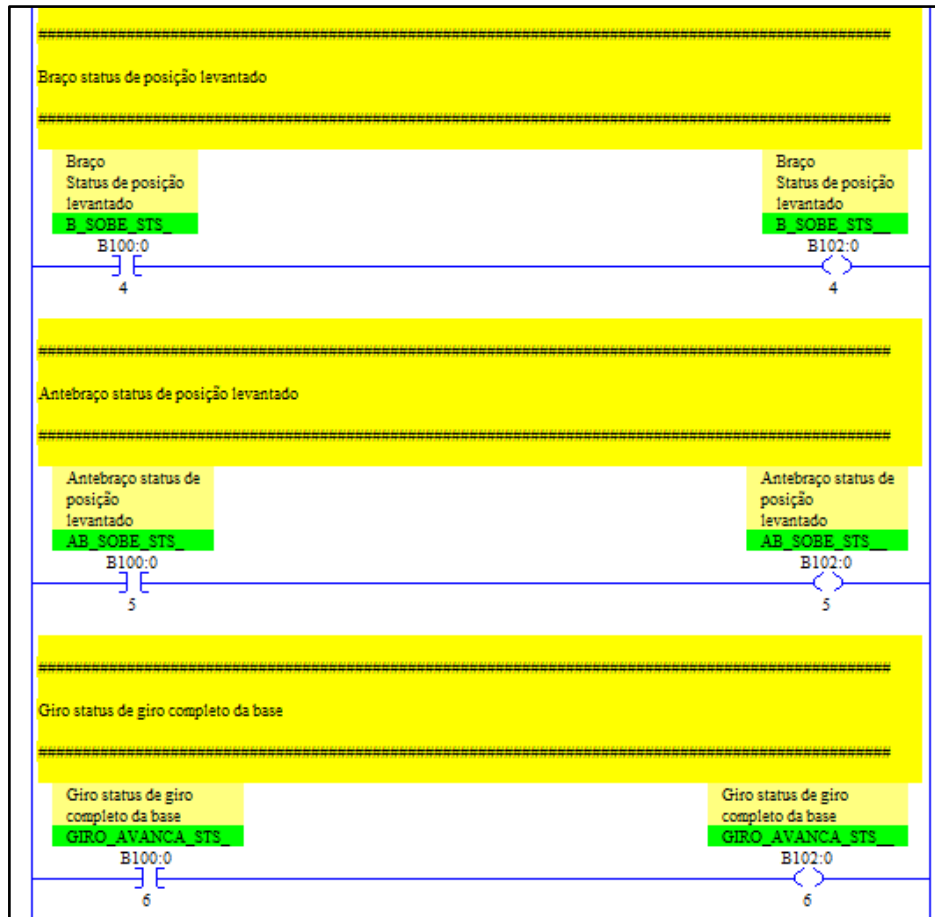 ################################################################################
Braço status de posição levantado
################################################################################
Braço
Status de posição
levantado
B_SOBE_STS_
B100:0
4
Braço
Status de posição
levantado
B_SOBE_STS__
B102:0
4
################################################################################
Antebraço status de posição levantado
################################################################################
Antebraço status de
posição
levantado
AB_SOBE_STS_
B100:0
5
Antebraço status de
posição
levantado
AB_SOBE_STS__
B102:0
5
################################################################################
Giro status de giro completo da base
################################################################################
Giro status de giro
completo da base
GIRO_AVANCA_STS_
B100:0
6
Giro status de giro
completo da base
GIRO_AVANCA_STS__
B102:0
6